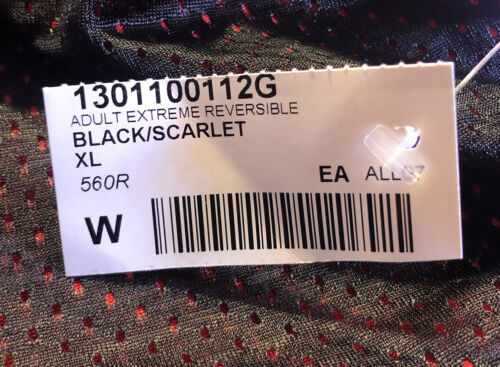 1301100112G
ADULT EXTREME REVERSIBLE
BLACK/SCARLET
XL
560R
EA
W